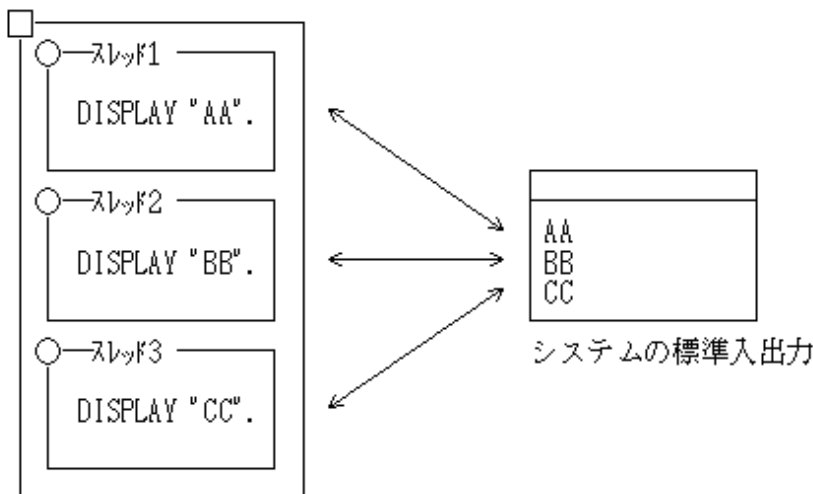 スレッド1
DISPLAY "AA".
スレッド2
DISPLAY "BB".
スレッド3
DISPLAY "CC".
AA
BB
CC
システムの標準入出力